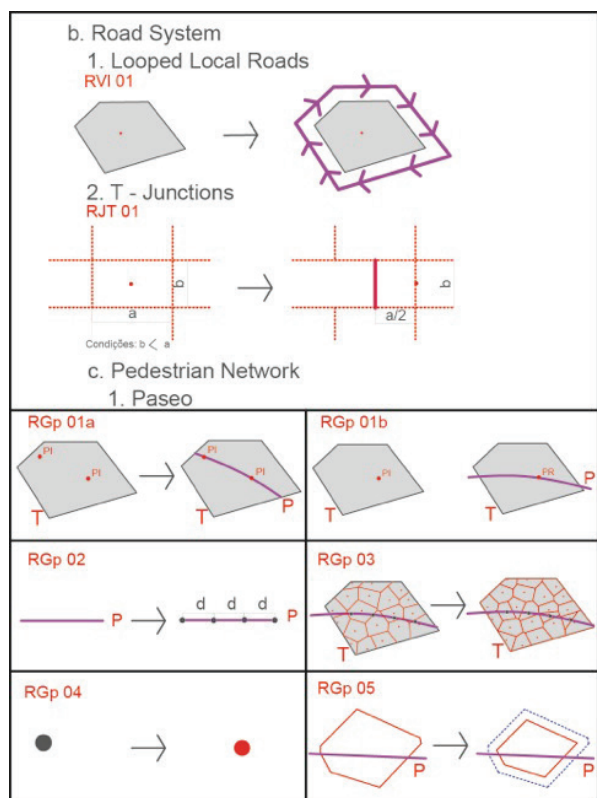 b. Road System
1. Looped Local Roads
RVI 01
2. T - Junctions
RJT 01
b
a
b
a/2
Condições: b < a
c. Pedestrian Network
1. Paseo
RGp 01a
PI
PI
T
PI
PI
T
P
RGp 01b
PI
T
PR
P
T
RGp 02
P
d d d
P
RGp 03
P
T
P
T
RGp 04
RGp 05
P
P